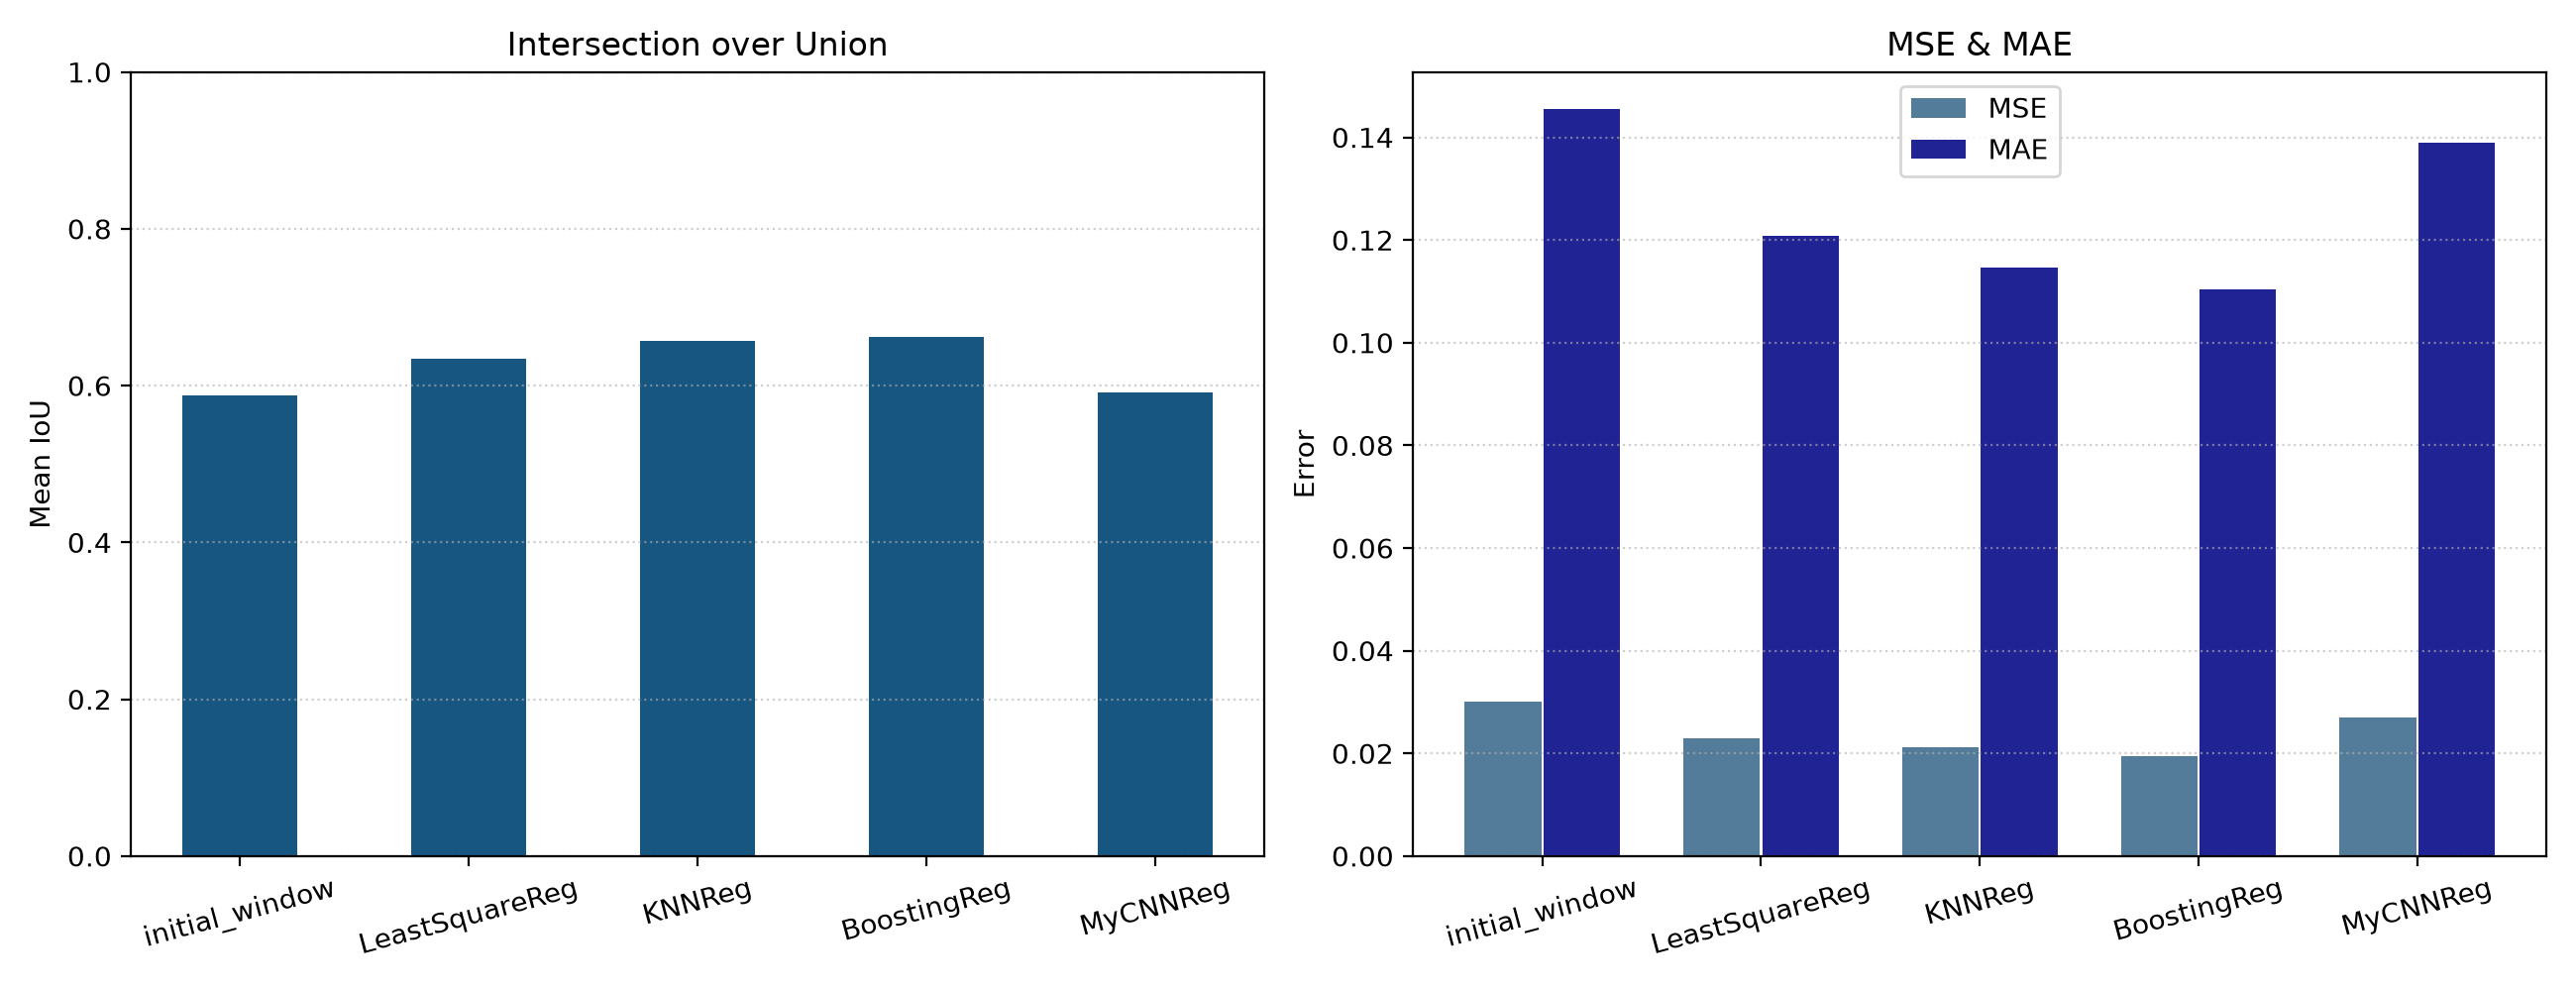 Intersection over Union
Mean IoU
1.0
0.8
0.6
0.4
0.2
0.0
initial_window
LeastSquareReg
KNNReg
BoostingReg
MyCNNReg
MSE & MAE
Error
0.14
0.12
0.10
0.08
0.06
0.04
0.02
0.00
MSE
MAE
initial_window
LeastSquareReg
KNNReg
BoostingReg
MyCNNReg